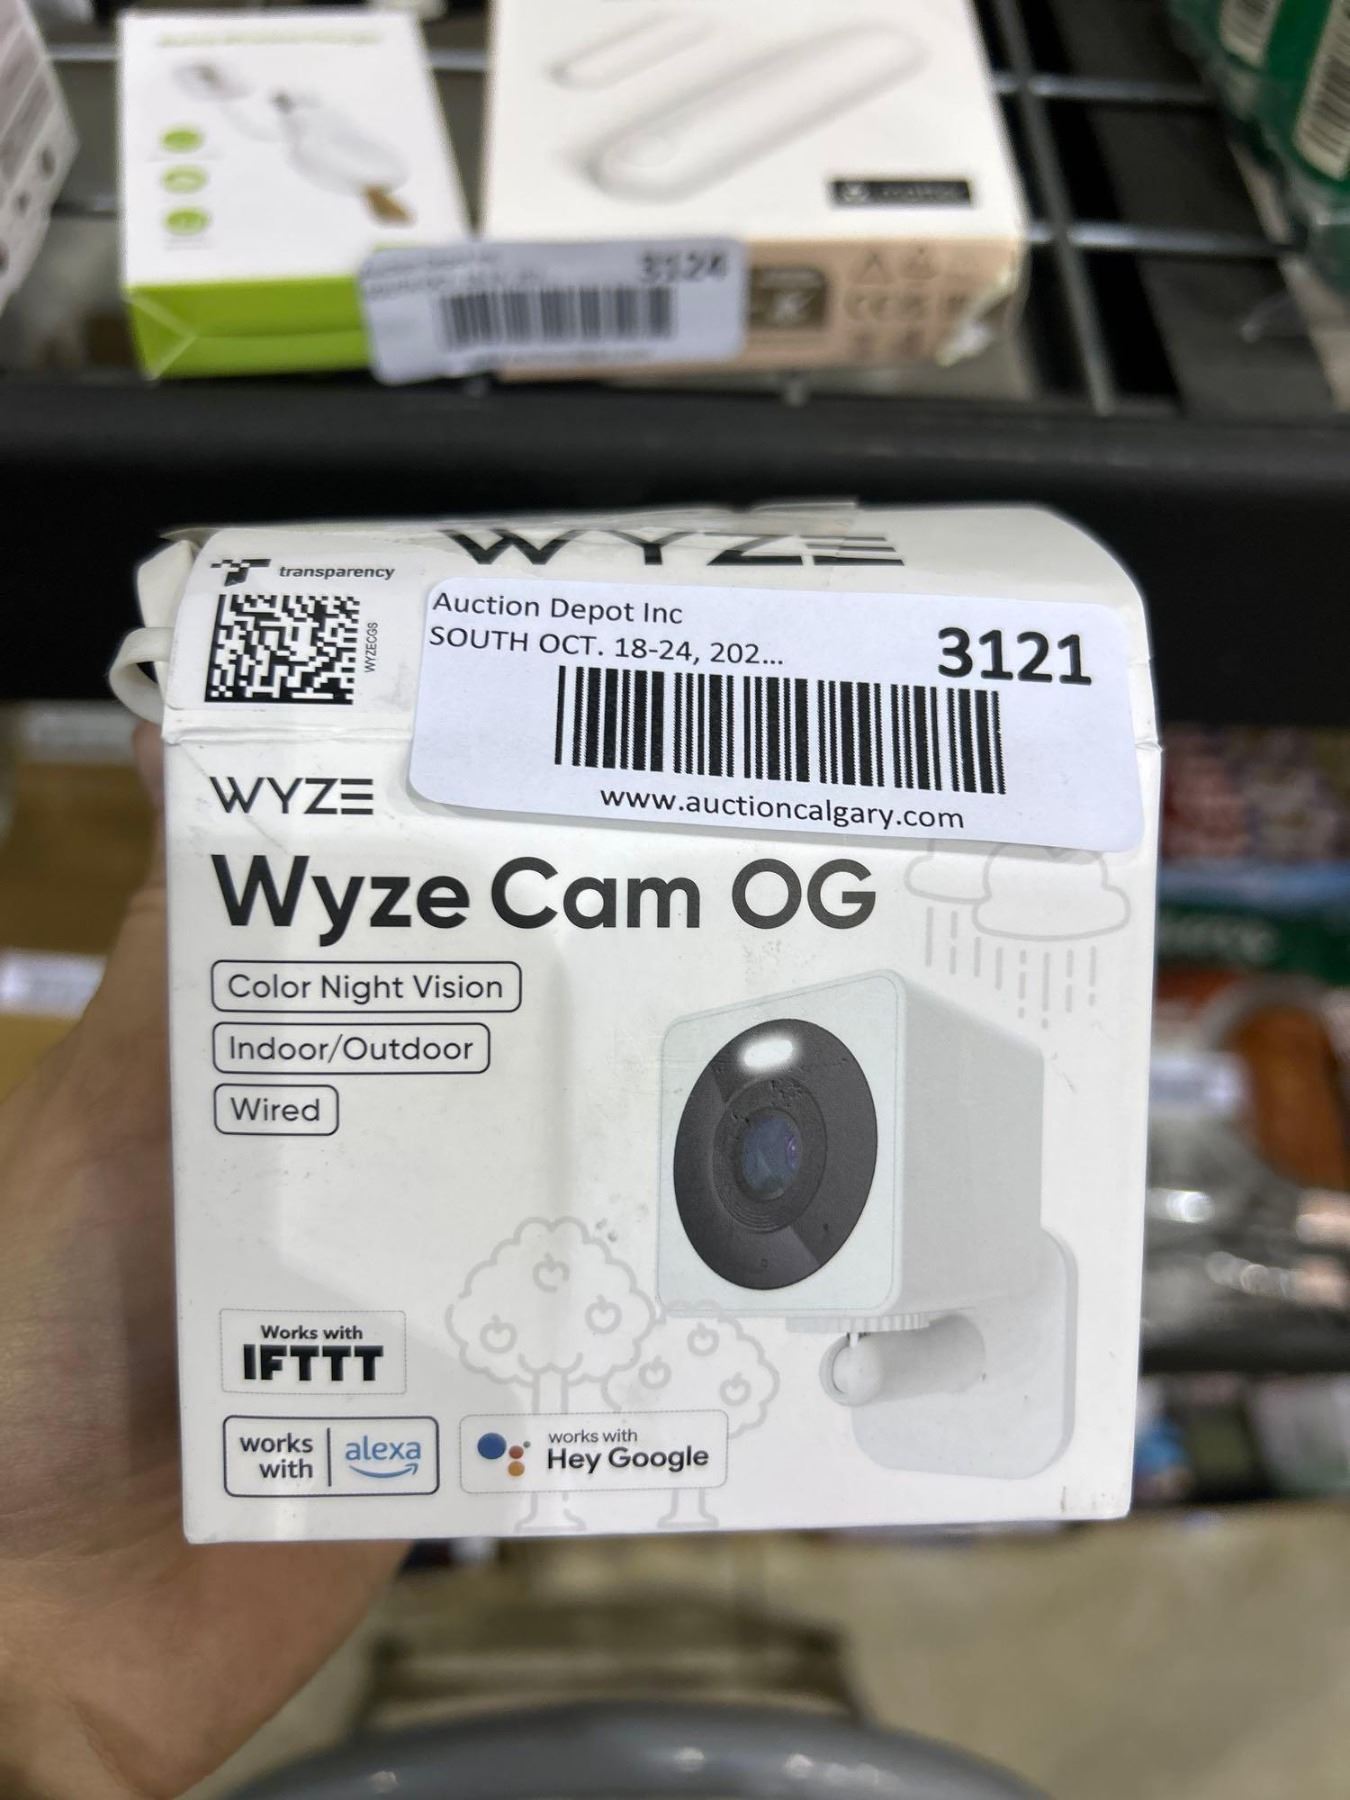 3124
WYZE
transparency
WYZECGS
Auction Depot Inc
SOUTH OCT. 18-24, 202...
3121
www.auctioncalgary.com
WYZE
Wyze Cam OG
Color Night Vision
Indoor/Outdoor
Wired
Works with
IFTTT
works with
alexa
works with
Hey Google